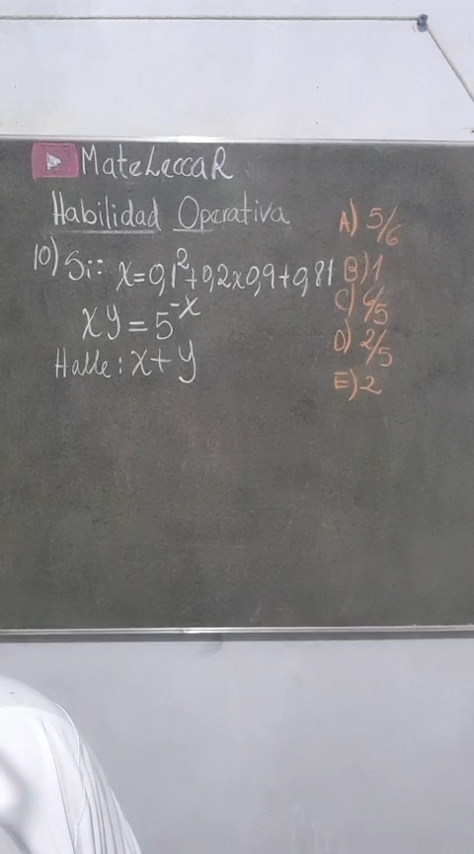 MateLeccaR
Habilidad Operativa
10) Si: x=0,1²+0,2x0,9+0,81
xy=5⁻ˣ
Halle: x+y
A) 5/6
B) 1
C) 6/5
D) 2/5
E) 2